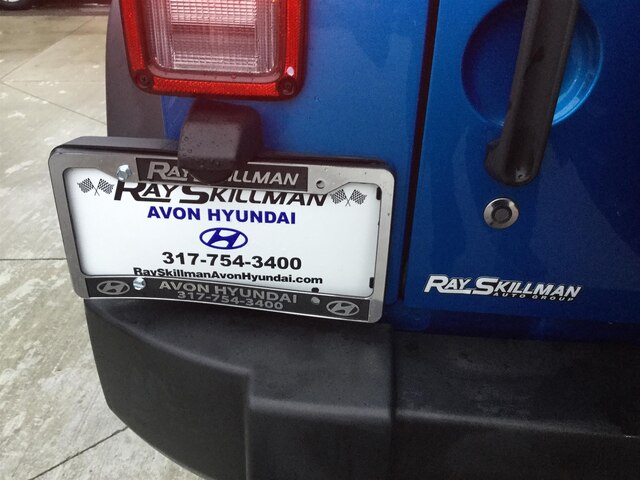 RAY SKILLMAN
RAY SKILLMAN
AVON HYUNDAI
317-754-3400
RaySkillmanAvonHyundai.com
AVON HYUNDAI
317-754-3400
RAY SKILLMAN
AUTO GROUP